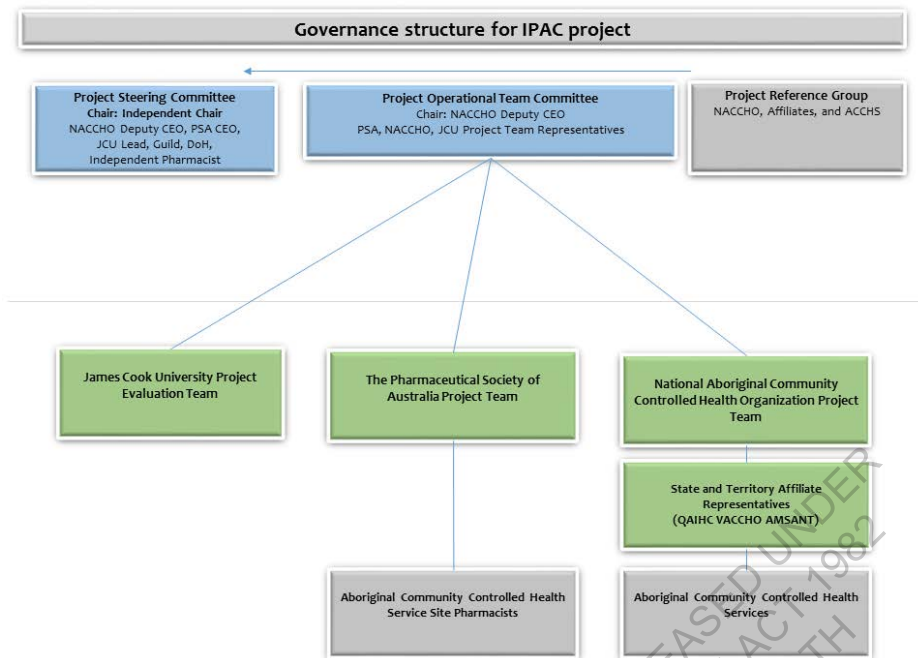 Governance structure for IPAC project
Project Steering Committee
Chair: Independent Chair
NACCHO Deputy CEO, PSA CEO,
JCU Lead, Guild, DoH,
Independent Pharmacist
Project Operational Team Committee
Chair: NACCHO Deputy CEO
PSA, NACCHO, JCU Project Team Representatives
Project Reference Group
NACCHO, Affiliates, and ACCHS
James Cook University Project
Evaluation Team
The Pharmaceutical Society of
Australia Project Team
National Aboriginal Community
Controlled Health Organization Project
Team
State and Territory Affiliate
Representatives
(QAIHC VACCHO AMSANT)
Aboriginal Community Controlled Health
Service Site Pharmacists
Aboriginal Community Controlled Health
Services
UNDER
ACT 1982